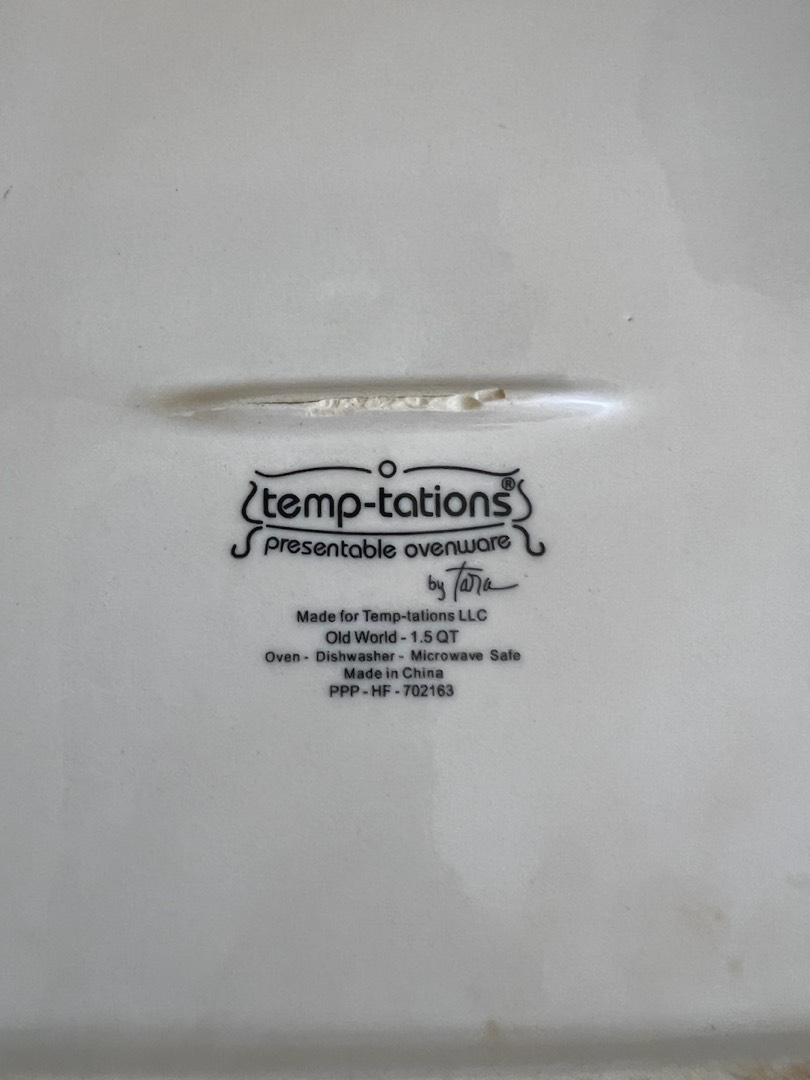 temp-tations®
presentable ovenware
by Tara
Made for Temp-tations LLC
Old World - 1.5 QT
Oven - Dishwasher - Microwave Safe
Made in China
PPP - HF - 702163